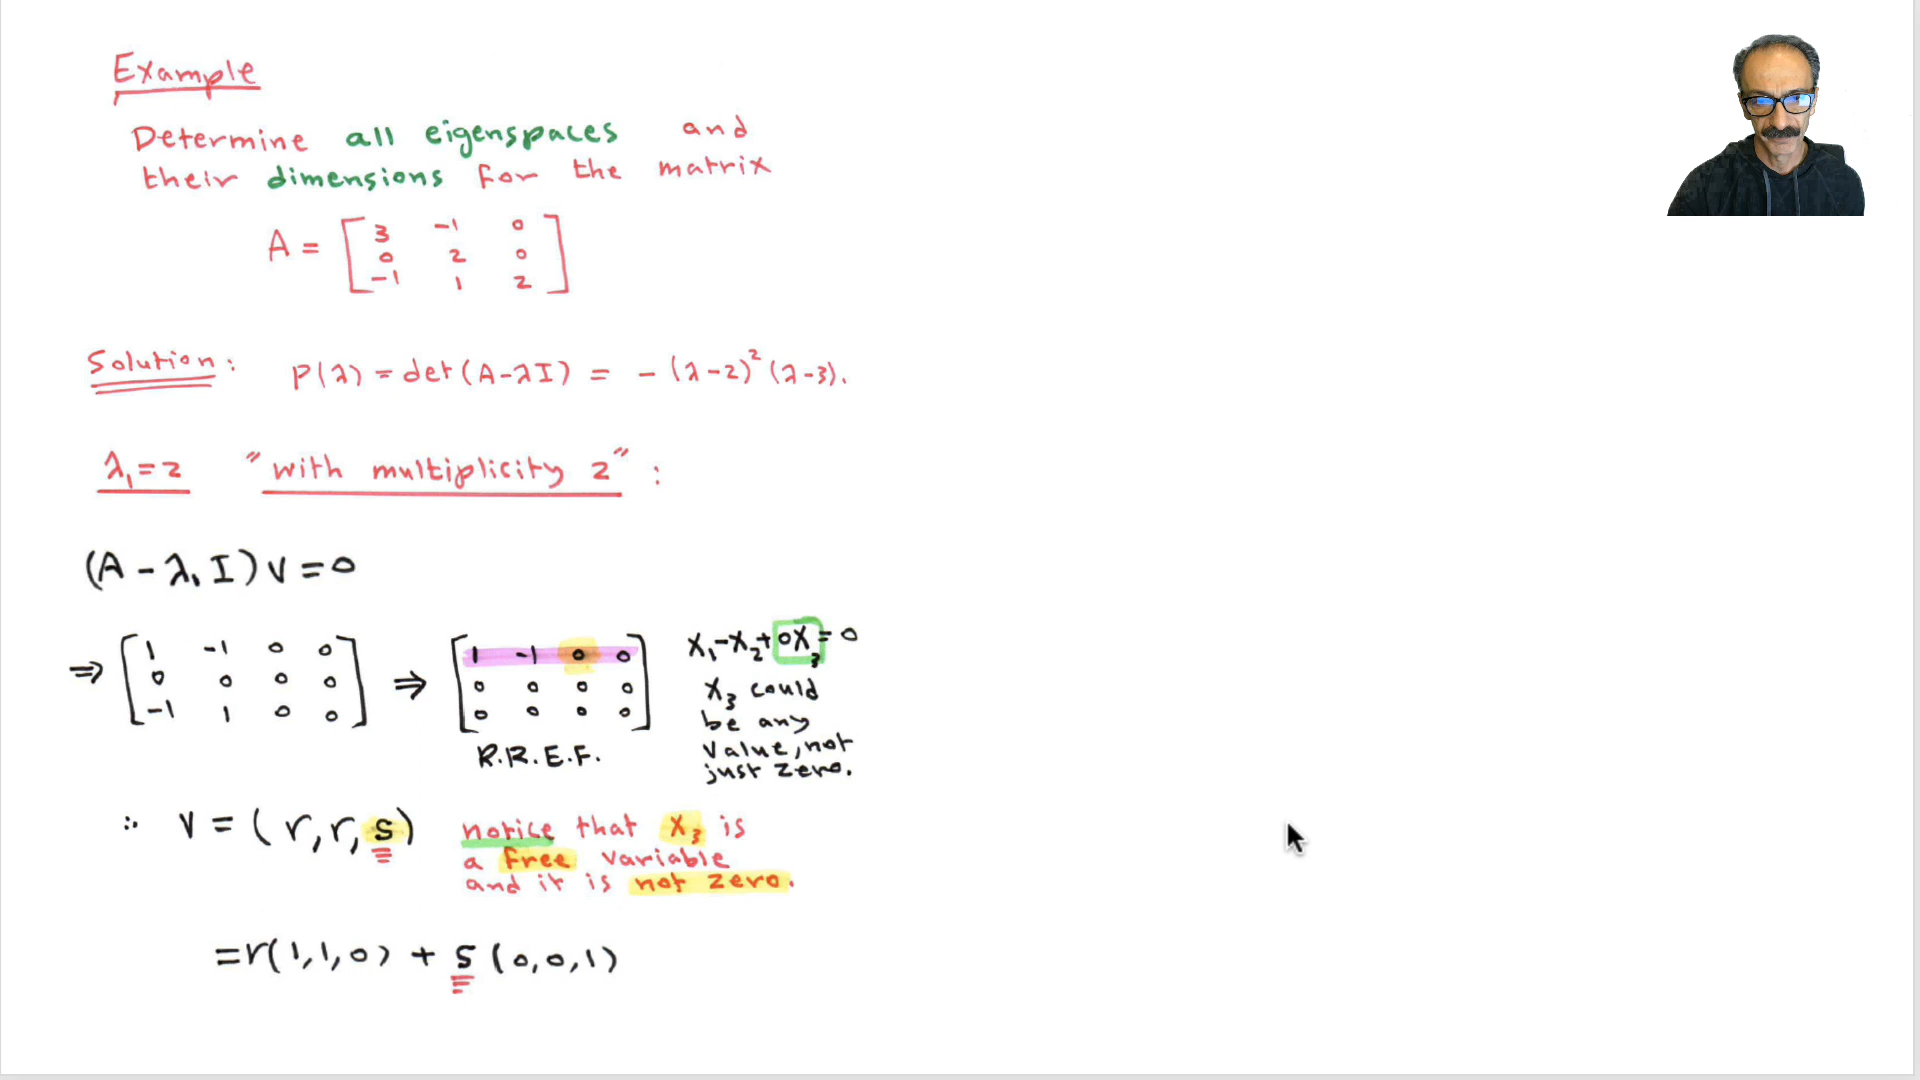 Example
Determine all eigenspaces and
their dimensions for the matrix
A = [ 3 -1 0
0 2 0
-1 1 2 ]
Solution: P(λ) = det(A-λI) = -(λ-2)²(λ-3).
λ₁=2 "with multiplicity 2":
(A-λ₁I)v=0
⇒ [ 1 -1 0 0
0 0 0 0
-1 1 0 0 ]
⇒ [ 1 -1 0 0
0 0 0 0
0 0 0 0 ]
R.R.E.F.
x₁-x₂+0x₃=0
x₃ could
be any
value, not
just zero.
∴ v=(r,r,s)
notice that x₃ is
a free variable
and it is not zero.
=r(1,1,0) + s(0,0,1)